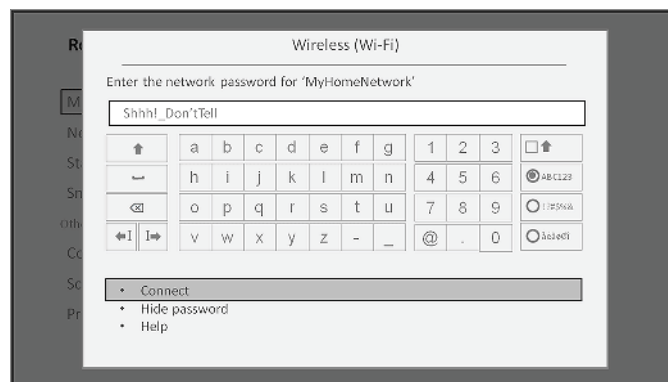 Wireless (Wi-Fi)
Enter the network password for ‘MyHomeNetwork’
Shhh!_Don’tTell
a b c d e f g 1 2 3
h i j k l m n 4 5 6 ABC123
o p q r s t u 7 8 9 !?#$%&
v w x y z - _ @ . 0
• Connect
• Hide password
• Help